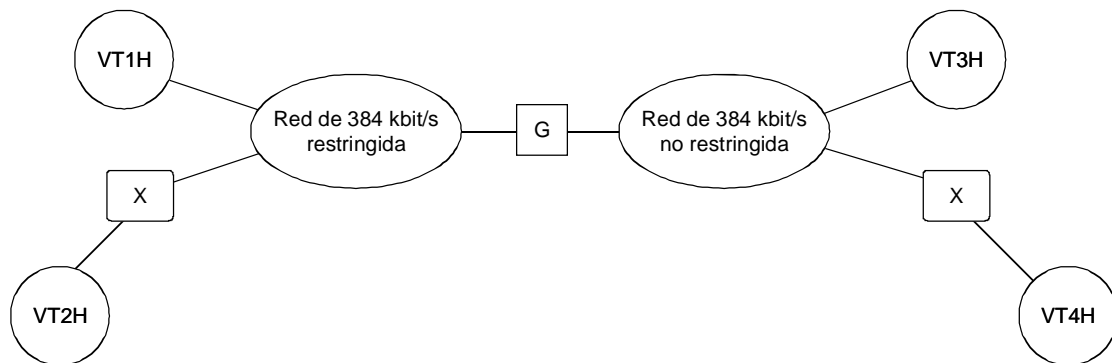 VT1H
VT3H
Red de 384 kbit/s
restringida
G
Red de 384 kbit/s
no restringida
X
X
VT2H
VT4H